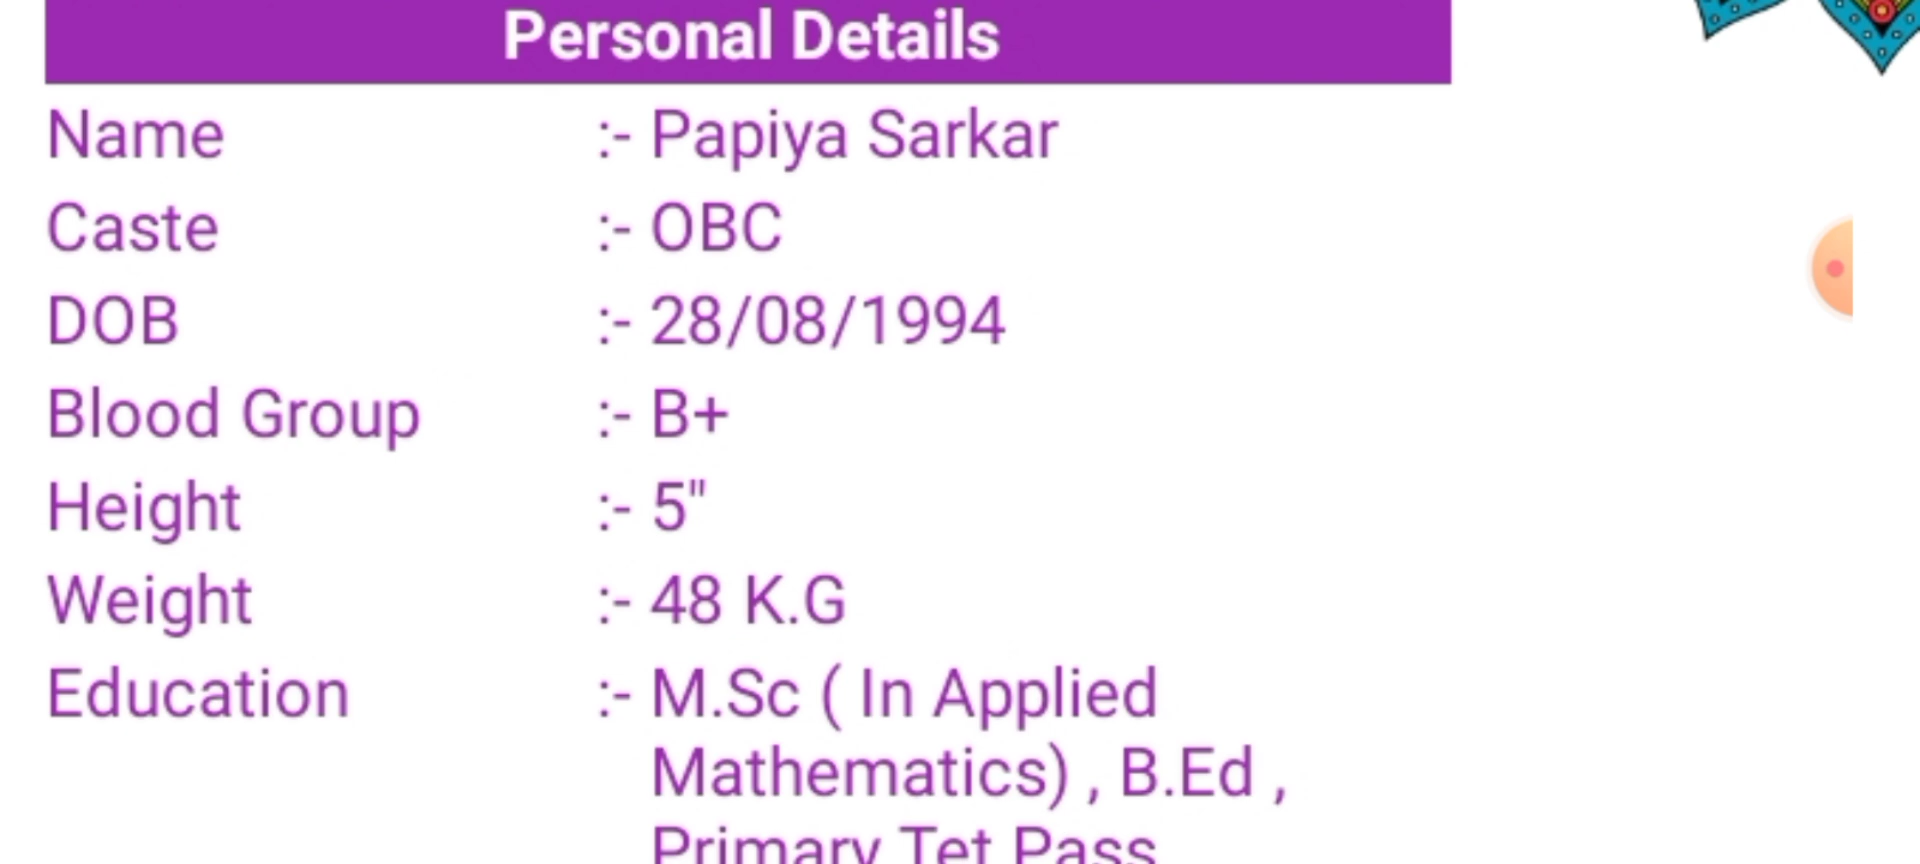 Personal Details
Name :- Papiya Sarkar
Caste :- OBC
DOB :- 28/08/1994
Blood Group :- B+
Height :- 5"
Weight :- 48 K.G
Education :- M.Sc ( In Applied
Mathematics) , B.Ed ,
Primary Tet Pass